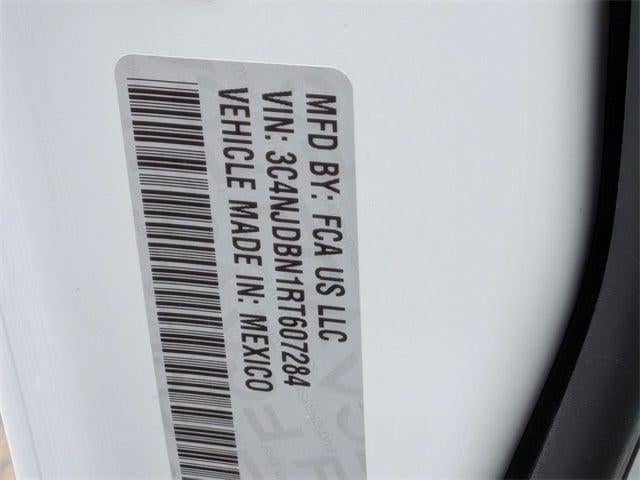 MFD BY: FCA US LLC
VIN: 3C4NJDBN1RT607284
VEHICLE MADE IN: MEXICO